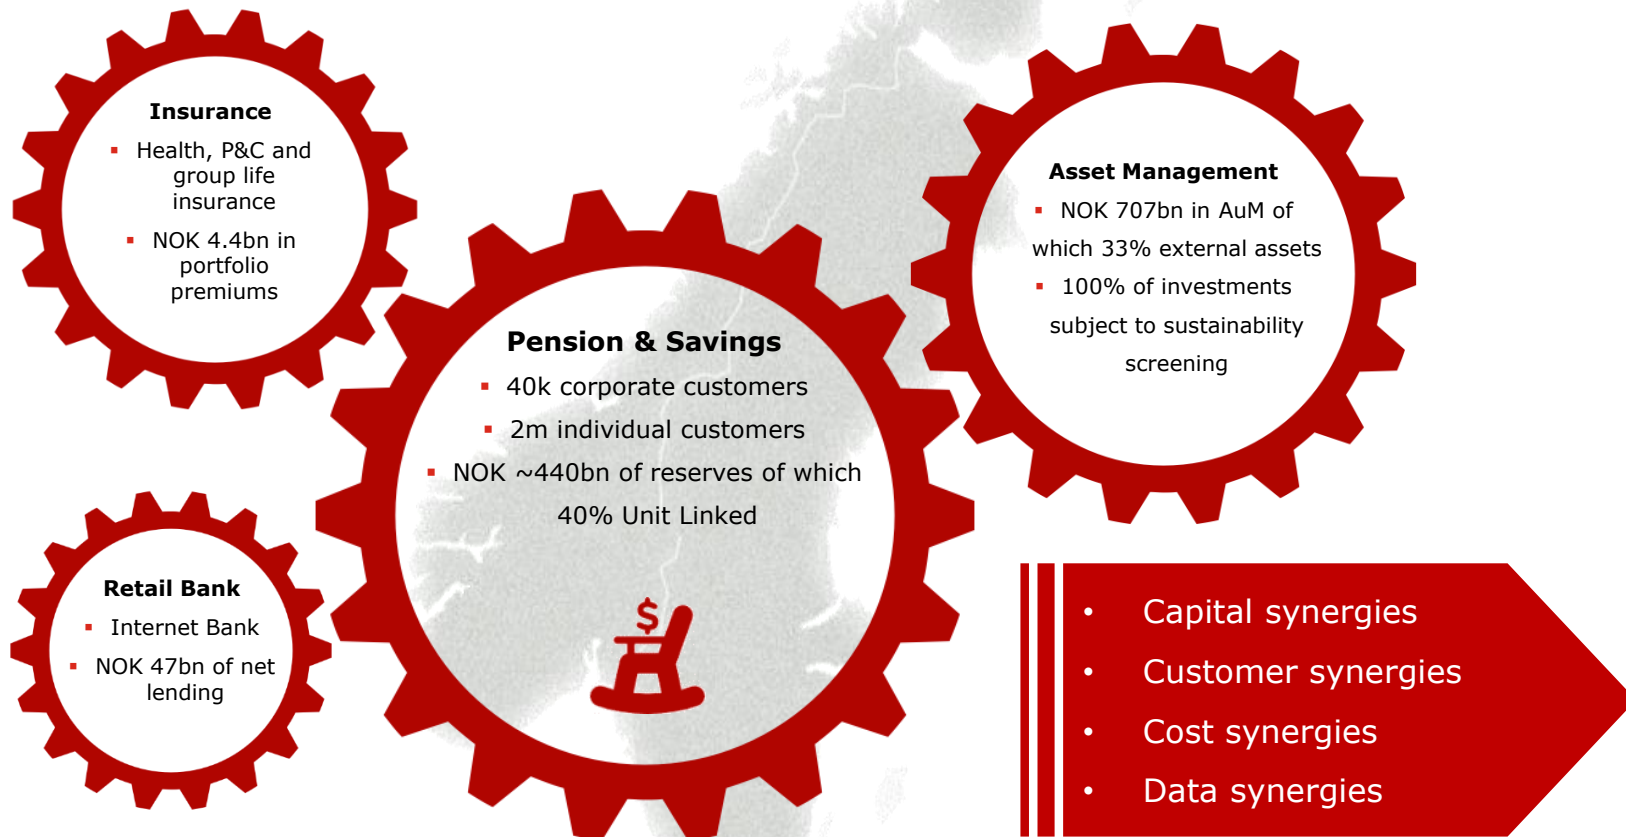 Insurance
▪ Health, P&C and
group life
insurance
▪ NOK 4.4bn in
portfolio
premiums
Asset Management
▪ NOK 707bn in AuM of
which 33% external assets
▪ 100% of investments
subject to sustainability
screening
Pension & Savings
▪ 40k corporate customers
▪ 2m individual customers
▪ NOK ~440bn of reserves of which
40% Unit Linked
$
Retail Bank
▪ Internet Bank
▪ NOK 47bn of net
lending
• Capital synergies
• Customer synergies
• Cost synergies
• Data synergies